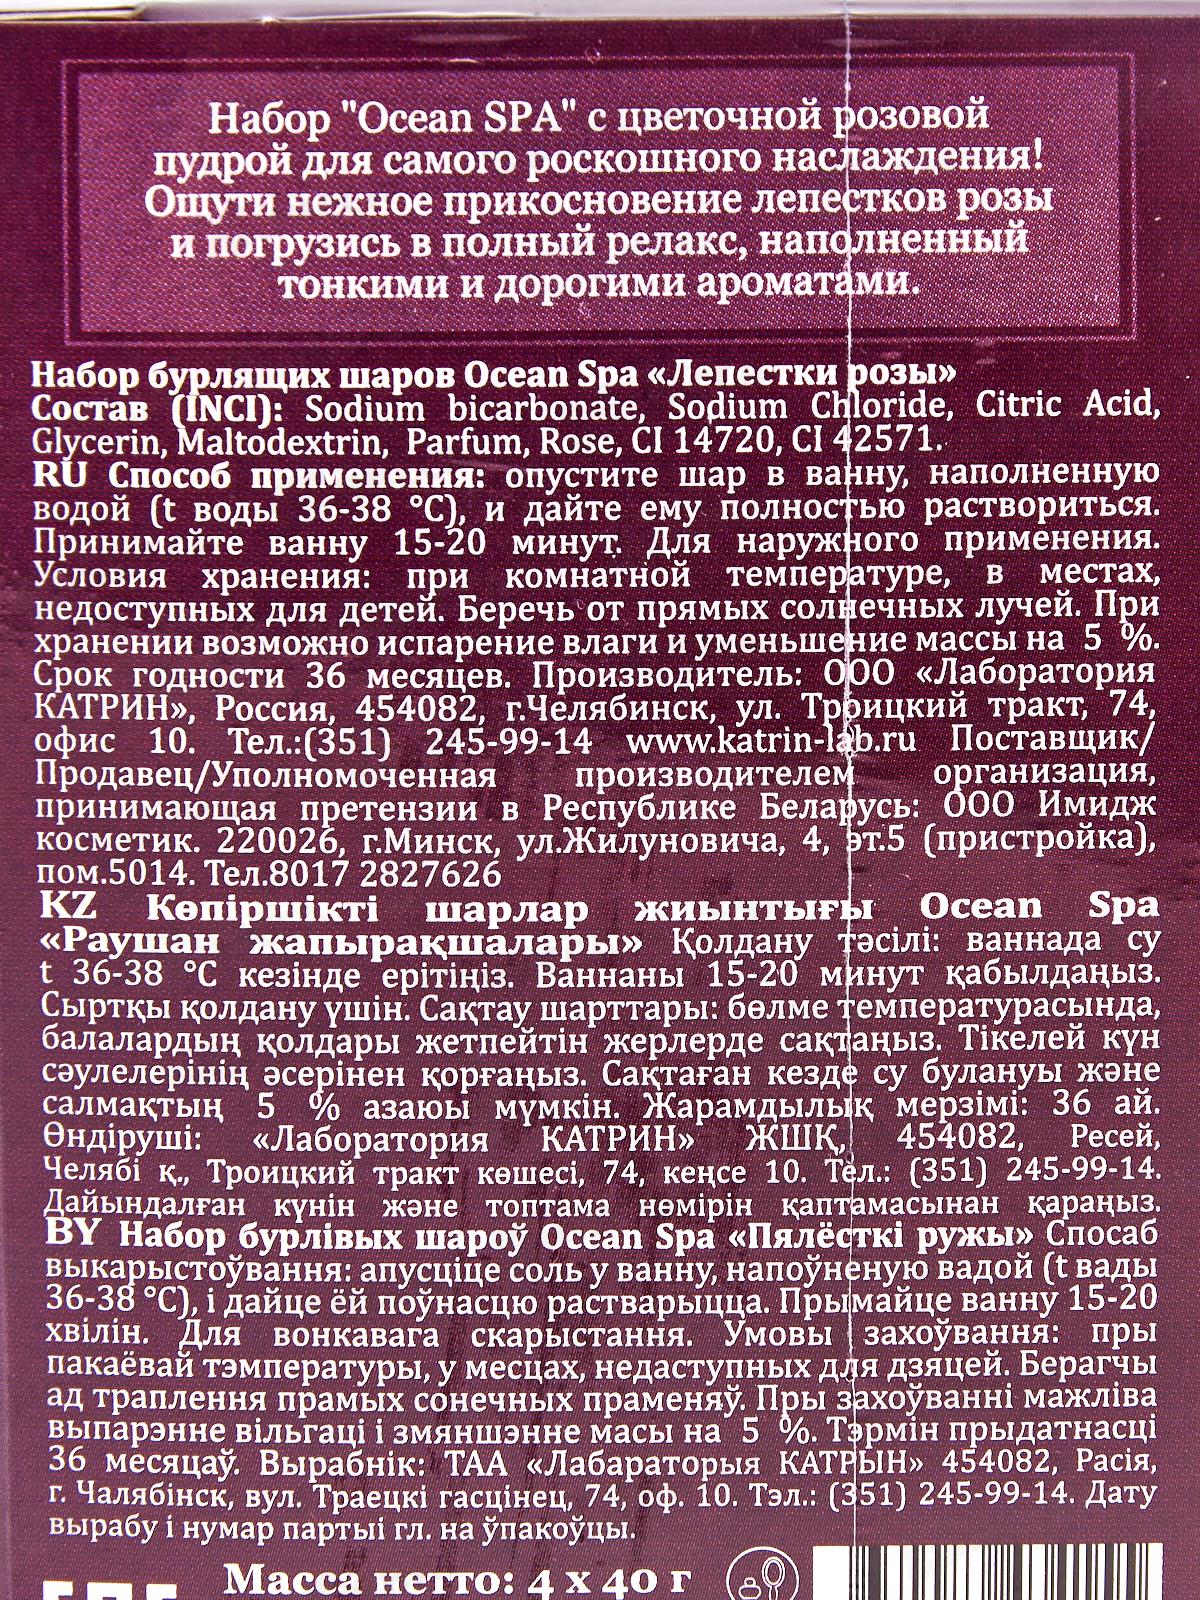 Набор "Ocean SPA" с цветочной розовой
пудрой для самого роскошного наслаждения!
Ощути нежное прикосновение лепестков розы
и погрузись в полный релакс, наполненный
тонкими и дорогими ароматами.
Набор бурлящих шаров Ocean Spa «Лепестки розы»
Состав (INCI): Sodium bicarbonate, Sodium Chloride, Citric Acid,
Glycerin, Maltodextrin, Parfum, Rose, CI 14720, CI 42571.
RU Способ применения: опустите шар в ванну, наполненную
водой (t воды 36-38 °C), и дайте ему полностью раствориться.
Принимайте ванну 15-20 минут. Для наружного применения.
Условия хранения: при комнатной температуре, в местах,
недоступных для детей. Беречь от прямых солнечных лучей. При
хранении возможно испарение влаги и уменьшение массы на 5 %.
Срок годности 36 месяцев. Производитель: ООО «Лаборатория
КАТРИН», Россия, 454082, г.Челябинск, ул. Троицкий тракт, 74,
офис 10. Тел.:(351) 245-99-14 www.katrin-lab.ru Поставщик/
Продавец/Уполномоченная производителем организация,
принимающая претензии в Республике Беларусь: ООО Имидж
косметик. 220026, г.Минск, ул.Жилуновича, 4, эт.5 (пристройка),
пом.5014. Тел.8017 2827626
KZ Көпіршікті шарлар жиынтығы Ocean Spa
«Раушан жапырақшалары» Қолдану тәсілі: ваннада су
t 36-38 °C кезінде ерітіңіз. Ваннаны 15-20 минут қабылдаңыз.
Сыртқы қолдану үшін. Сақтау шарттары: бөлме температурасында,
балалардың қолдары жетпейтін жерлерде сақтаңыз. Тікелей күн
сәулелерінің әсерінен қорғаңыз. Сақтаған кезде су булануы және
салмақтың 5 % азаюы мүмкін. Жарамдылық мерзімі: 36 ай.
Өндіруші: «Лаборатория КАТРИН» ЖШҚ, 454082, Ресей,
Челябі қ., Троицкий тракт көшесі, 74, кеңсе 10. Тел.: (351) 245-99-14.
Дайындалған күнін және топтама нөмірін қаптамасынан қараңыз.
BY Набор бурлівых шароў Ocean Spa «Пялёсткі ружы» Спосаб
выкарыстоўвання: апусціце соль у ванну, напоўненую вадой (t вады
36-38 °C), і дайце ёй поўнасцю растварыцца. Прымайце ванну 15-20
хвілін. Для вонкавага скарыстання. Умовы захоўвання: пры
пакаёвай тэмпературы, у месцах, недаступных для дзяцей. Берагчы
ад траплення прамых сонечных праменяў. Пры захоўванні мажліва
выпарэнне вільгаці і змяншэнне масы на 5 %. Тэрмін прыдатнасці
36 месяцаў. Вырабнік: ТАА «Лабараторыя КАТРЫН» 454082, Расія,
г. Чалябінск, вул. Траецкі гасцінец, 74, оф. 10. Тэл.: (351) 245-99-14. Дату
вырабу і нумар партыі гл. на ўпакоўцы.
Масса нетто: 4 х 40 г